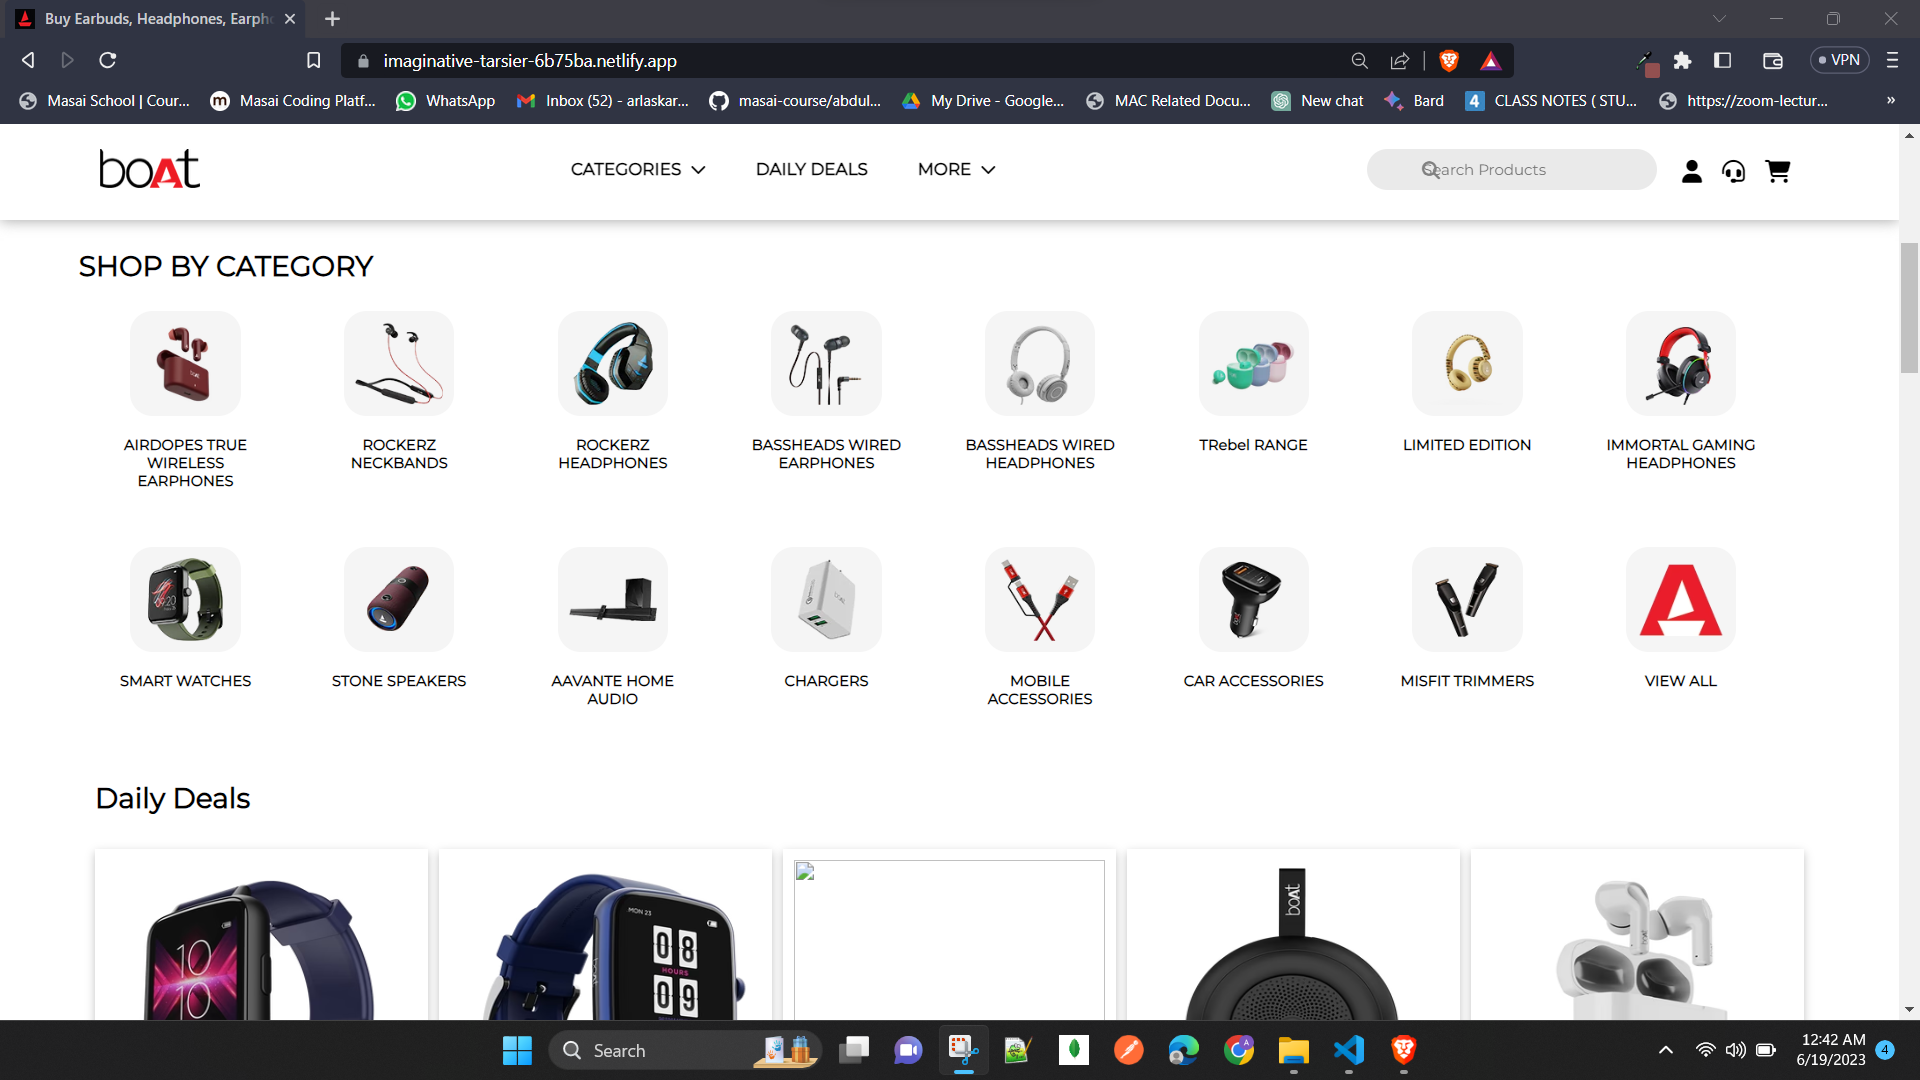 Buy Earbuds, Headphones, Earph
imaginative-tarsier-6b75ba.netlify.app
VPN
Masai School | Cour...
Masai Coding Platf...
WhatsApp
Inbox (52) - arlaskar...
masai-course/abdul...
My Drive - Google...
MAC Related Docu...
New chat
Bard
CLASS NOTES ( STU...
https://zoom-lectur...
»
boAt
CATEGORIES
DAILY DEALS
MORE
Search Products
SHOP BY CATEGORY
AIRDOPES TRUE
WIRELESS
EARPHONES
ROCKERZ
NECKBANDS
ROCKERZ
HEADPHONES
BASSHEADS WIRED
EARPHONES
BASSHEADS WIRED
HEADPHONES
TRebel RANGE
LIMITED EDITION
IMMORTAL GAMING
HEADPHONES
SMART WATCHES
STONE SPEAKERS
AAVANTE HOME
AUDIO
CHARGERS
MOBILE
ACCESSORIES
CAR ACCESSORIES
MISFIT TRIMMERS
VIEW ALL
Daily Deals
10
10
MON 23
08
HOURS
09
boAt
Search
12:42 AM
6/19/2023
4